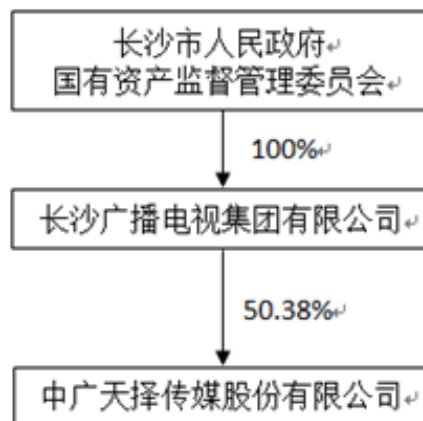 长沙市人民政府
国有资产监督管理委员会
100%
长沙广播电视集团有限公司
50.38%
中广天择传媒股份有限公司